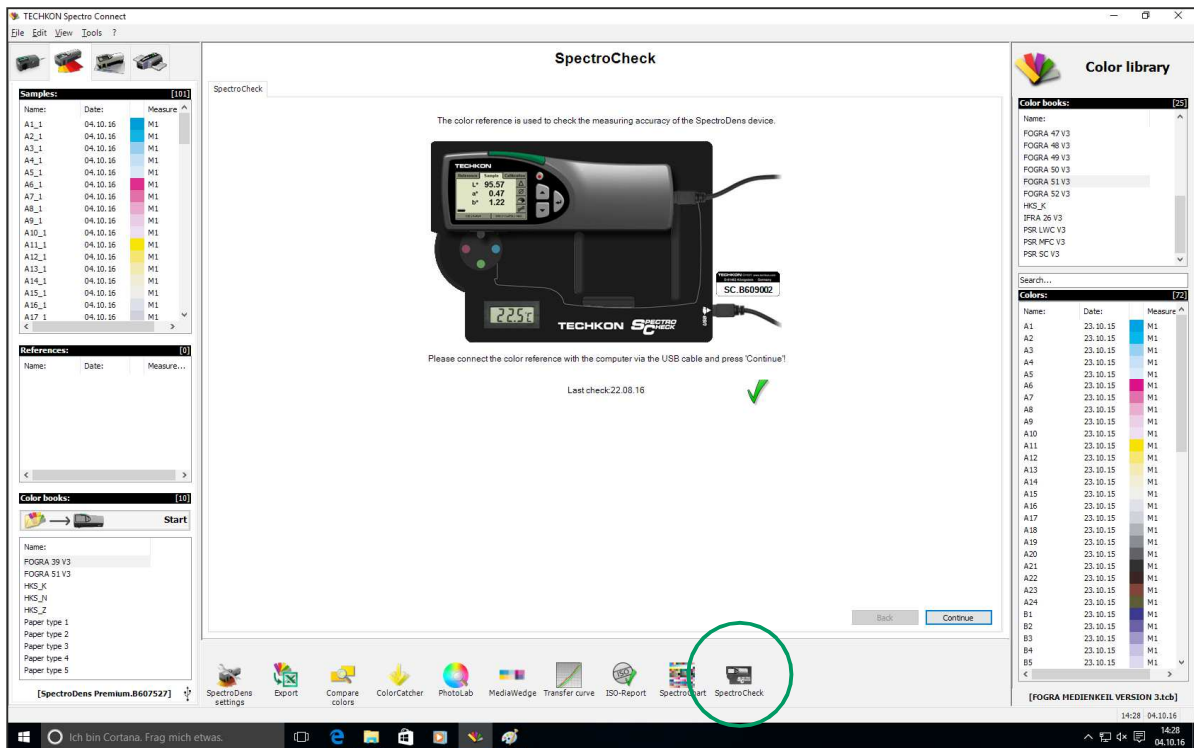 TECHKON Spectro Connect
File Edit View Tools ?
Samples: [101]
Name: Date: Measure
A1_1 04.10.16 M1
A2_1 04.10.16 M1
A3_1 04.10.16 M1
A4_1 04.10.16 M1
A5_1 04.10.16 M1
A6_1 04.10.16 M1
A7_1 04.10.16 M1
A8_1 04.10.16 M1
A9_1 04.10.16 M1
A10_1 04.10.16 M1
A11_1 04.10.16 M1
A12_1 04.10.16 M1
A13_1 04.10.16 M1
A14_1 04.10.16 M1
A15_1 04.10.16 M1
A16_1 04.10.16 M1
A17_1 04.10.16 M1
References: [0]
Name: Date: Measure...
Color books: [10]
Start
Name:
FOGRA 39 V3
FOGRA 51 V3
HKS_K
HKS_N
HKS_Z
Paper type 1
Paper type 2
Paper type 3
Paper type 4
Paper type 5
[SpectroDens Premium.B607527]
SpectroCheck
SpectroCheck
The color reference is used to check the measuring accuracy of the SpectroDens device.
TECHKON
Sample
L* 95.57
a* 0.47
b* 1.22
SC.B609002
22.5°C
TECHKON SPECTRO CHECK
USB
Please connect the color reference with the computer via the USB cable and press 'Continue'!
Last check:22.08.16
Back Continue
SpectroDens settings
Export
Compare colors
ColorCatcher
PhotoLab
MediaWedge
Transfer curve
ISO
ISO-Report
SpectroChart
SpectroCheck
Color library
Color books: [25]
Name:
FOGRA 47 V3
FOGRA 48 V3
FOGRA 49 V3
FOGRA 50 V3
FOGRA 51 V3
FOGRA 52 V3
HKS_K
IFRA 26 V3
PSR LWC V3
PSR MFC V3
PSR SC V3
Search...
Colors: [72]
Name: Date: Measure
A1 23.10.15 M1
A2 23.10.15 M1
A3 23.10.15 M1
A4 23.10.15 M1
A5 23.10.15 M1
A6 23.10.15 M1
A7 23.10.15 M1
A8 23.10.15 M1
A9 23.10.15 M1
A10 23.10.15 M1
A11 23.10.15 M1
A12 23.10.15 M1
A13 23.10.15 M1
A14 23.10.15 M1
A15 23.10.15 M1
A16 23.10.15 M1
A17 23.10.15 M1
A18 23.10.15 M1
A19 23.10.15 M1
A20 23.10.15 M1
A21 23.10.15 M1
A22 23.10.15 M1
A23 23.10.15 M1
A24 23.10.15 M1
B1 23.10.15 M1
B2 23.10.15 M1
B3 23.10.15 M1
B4 23.10.15 M1
B5 23.10.15 M1
[FOGRA MEDIENKEIL VERSION 3.tcb]
14:28 04.10.16
Ich bin Cortana. Frag mich etwas.
14:28
04.10.16